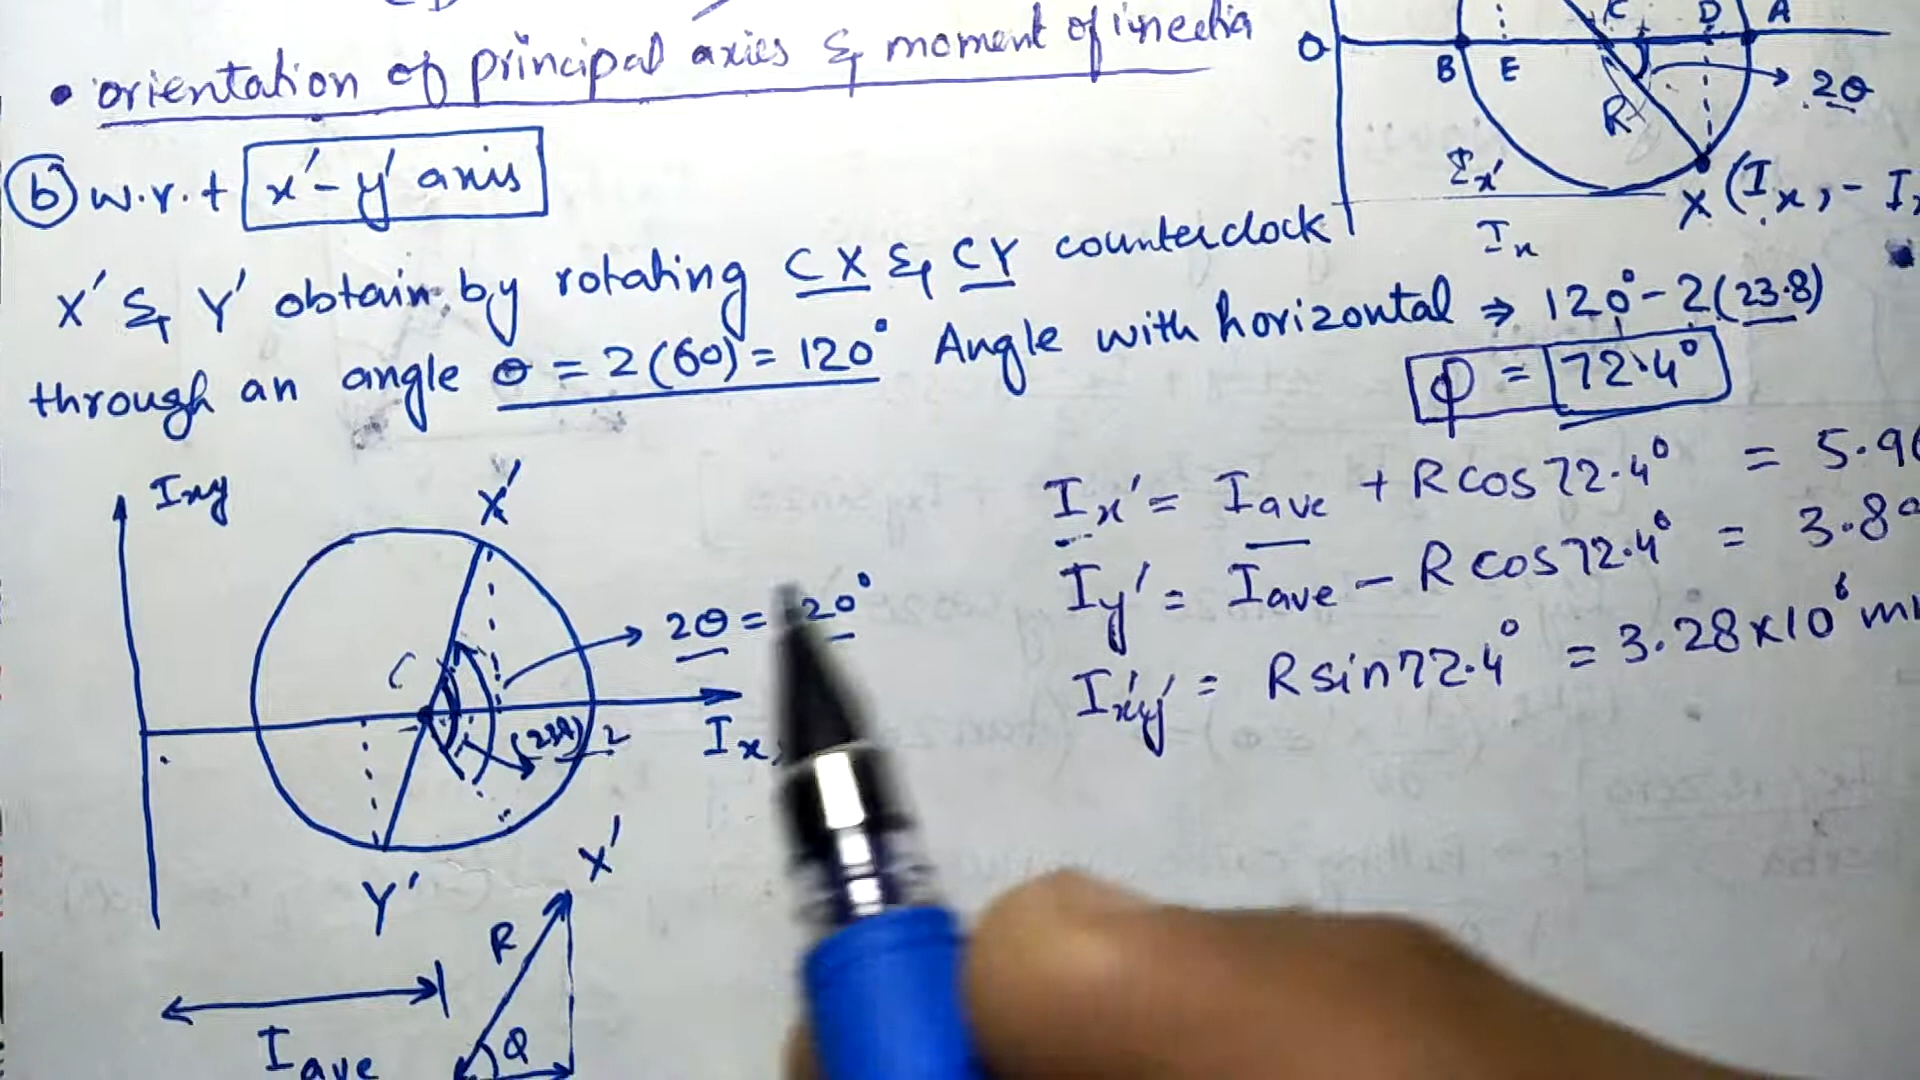 • orientation of principal axies & moment of inertia
(b) w.r.t x'-y' axis
X' & Y' obtain by rotating CX & CY counterclock
through an angle θ = 2(60) = 120° Angle with horizontal ⇒ 120° - 2(23.8)
φ = 72.4°
O B E D A
R
2θ
Ix'
Ix
X (Ix, - I
Ix' = Iave + R cos 72.4° = 5.9
Iy' = Iave - R cos 72.4° = 3.8
Ix'y' = R sin 72.4° = 3.28×10⁶ m
Ixy
X'
C
2θ = 20°
Ix,
Y'
X'
R
Iave